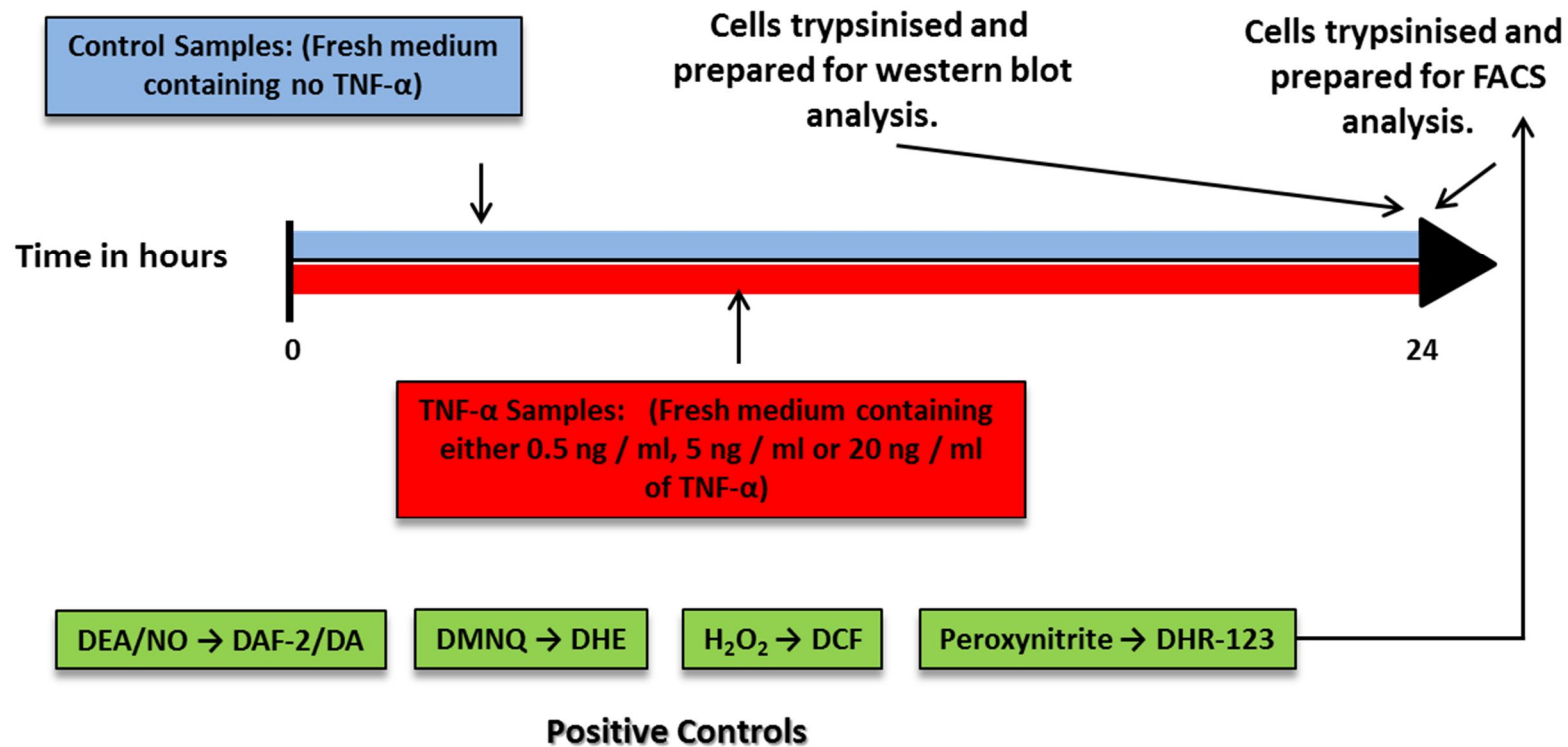 Control Samples: (Fresh medium
containing no TNF-α)
Cells trypsinised and
prepared for western blot
analysis.
Cells trypsinised and
prepared for FACS
analysis.
Time in hours
0
24
TNF-α Samples: (Fresh medium containing
either 0.5 ng / ml, 5 ng / ml or 20 ng / ml
of TNF-α)
DEA/NO → DAF-2/DA
DMNQ → DHE
H₂O₂ → DCF
Peroxynitrite → DHR-123
Positive Controls